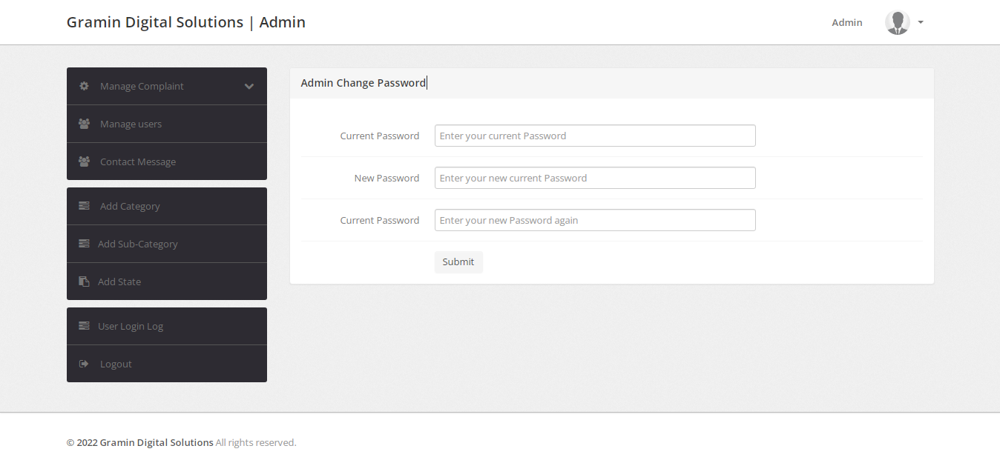 Gramin Digital Solutions | Admin
Admin
Manage Complaint
Manage users
Contact Message
Add Category
Add Sub-Category
Add State
User Login Log
Logout
Admin Change Password
Current Password Enter your current Password
New Password Enter your new current Password
Current Password Enter your new Password again
Submit
© 2022 Gramin Digital Solutions All rights reserved.